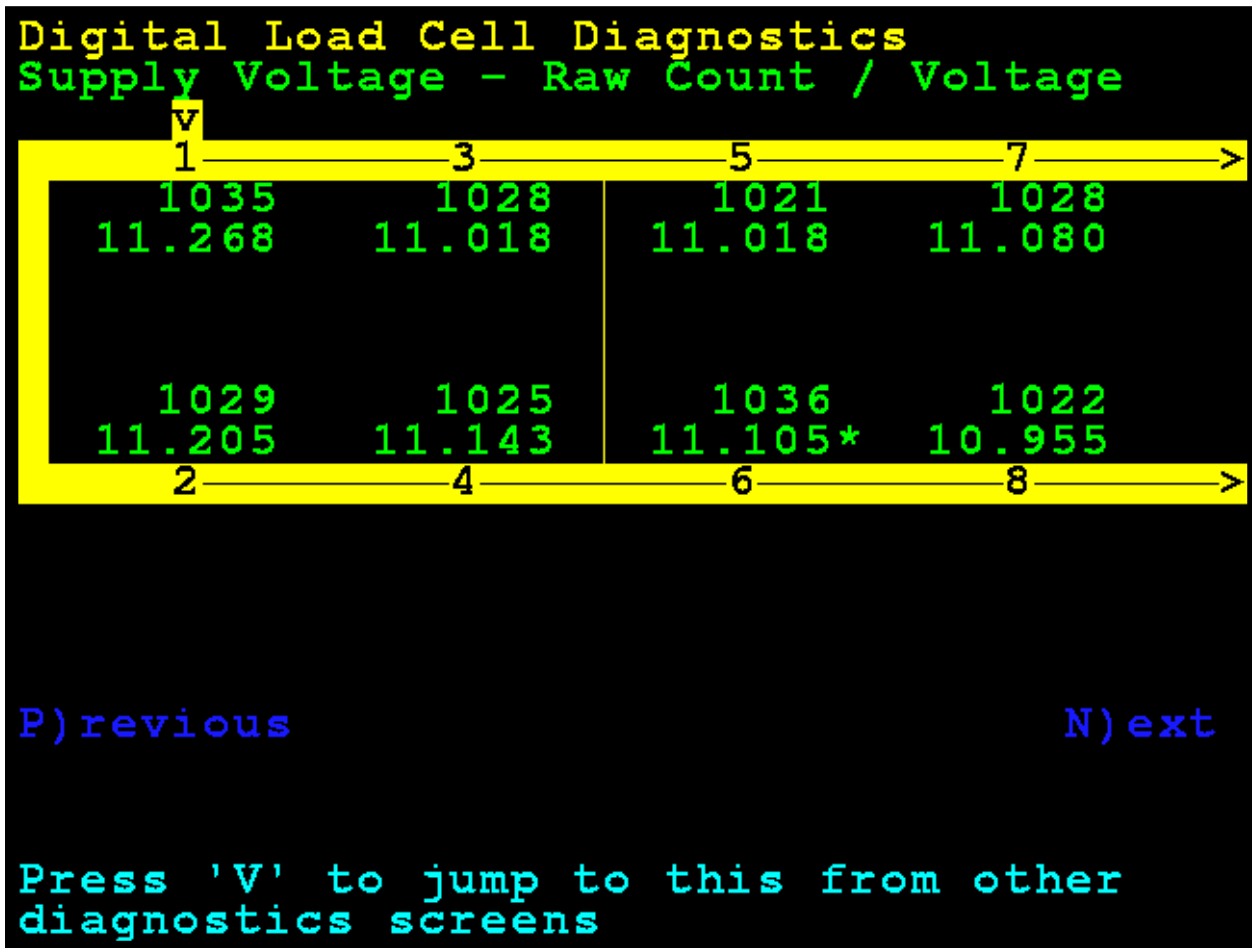 Digital Load Cell Diagnostics
Supply Voltage - Raw Count / Voltage
v
1 3 5 7 >
1035 1028 1021 1028
11.268 11.018 11.018 11.080
1029 1025 1036 1022
11.205 11.143 11.105* 10.955
2 4 6 8 >
P)revious N)ext
Press 'V' to jump to this from other
diagnostics screens